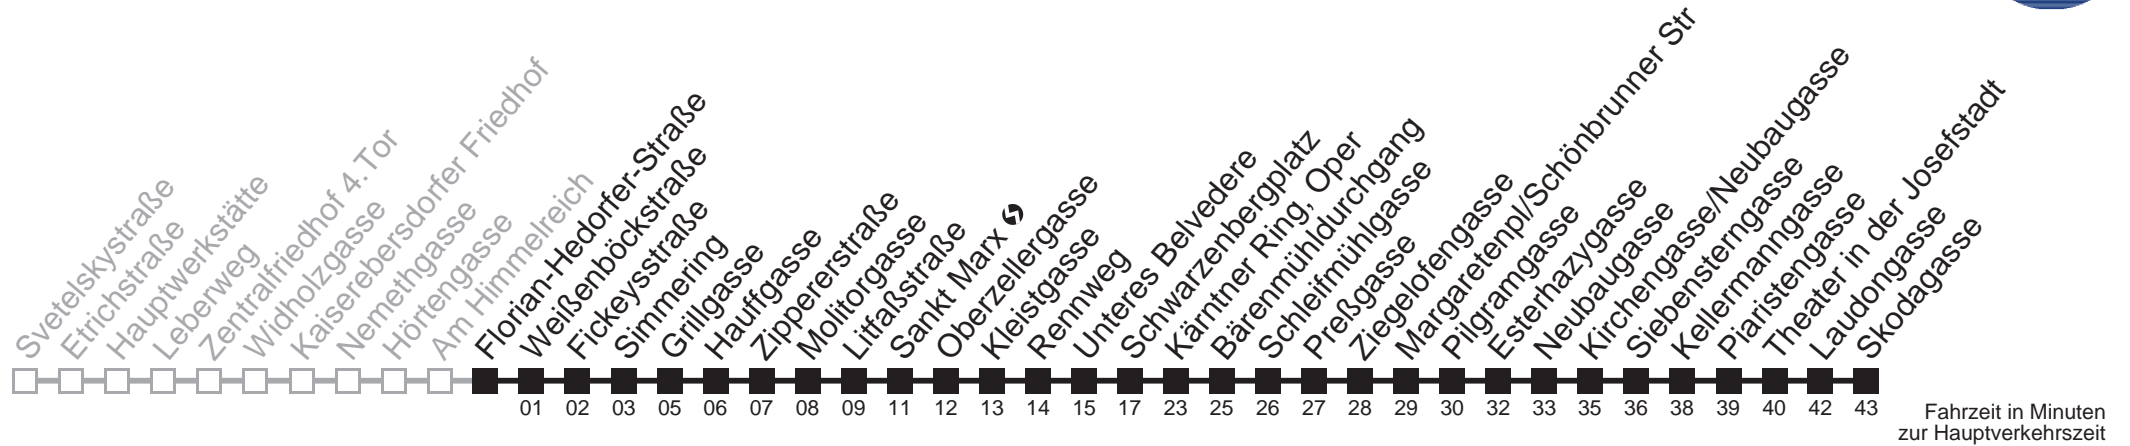 Svetelskystraße
Etrichstraße
Hauptwerkstätte
Leberweg
Zentralfriedhof 4.Tor
Widholzgasse
Kaiserebersdorfer Friedhof
Nemethgasse
Hörtengasse
Am Himmelreich
Florian-Hedorfer-Straße
Weißenböckstraße
Fickeysstraße
Simmering
Grillgasse
Hauffgasse
Zippererstraße
Molitorgasse
Litfaßstraße
Sankt Marx
Oberzellergasse
Kleistgasse
Rennweg
Unteres Belvedere
Schwarzenbergplatz
Kärntner Ring, Oper
Bärenmühldurchgang
Schleifmühlgasse
Preßgasse
Ziegelofengasse
Margaretenpl/Schönbrunner Str
Pilgramgasse
Esterhazygasse
Neubaugasse
Kirchengasse/Neubaugasse
Siebensterngasse
Kellermanngasse
Piaristengasse
Theater in der Josefstadt
Laudongasse
Skodagasse
01 02 03 05 06 07 08 09 11 12 13 14 15 17 23 25 26 27 28 29 30 32 33 35 36 38 39 40 42 43
Fahrzeit in Minuten
zur Hauptverkehrszeit